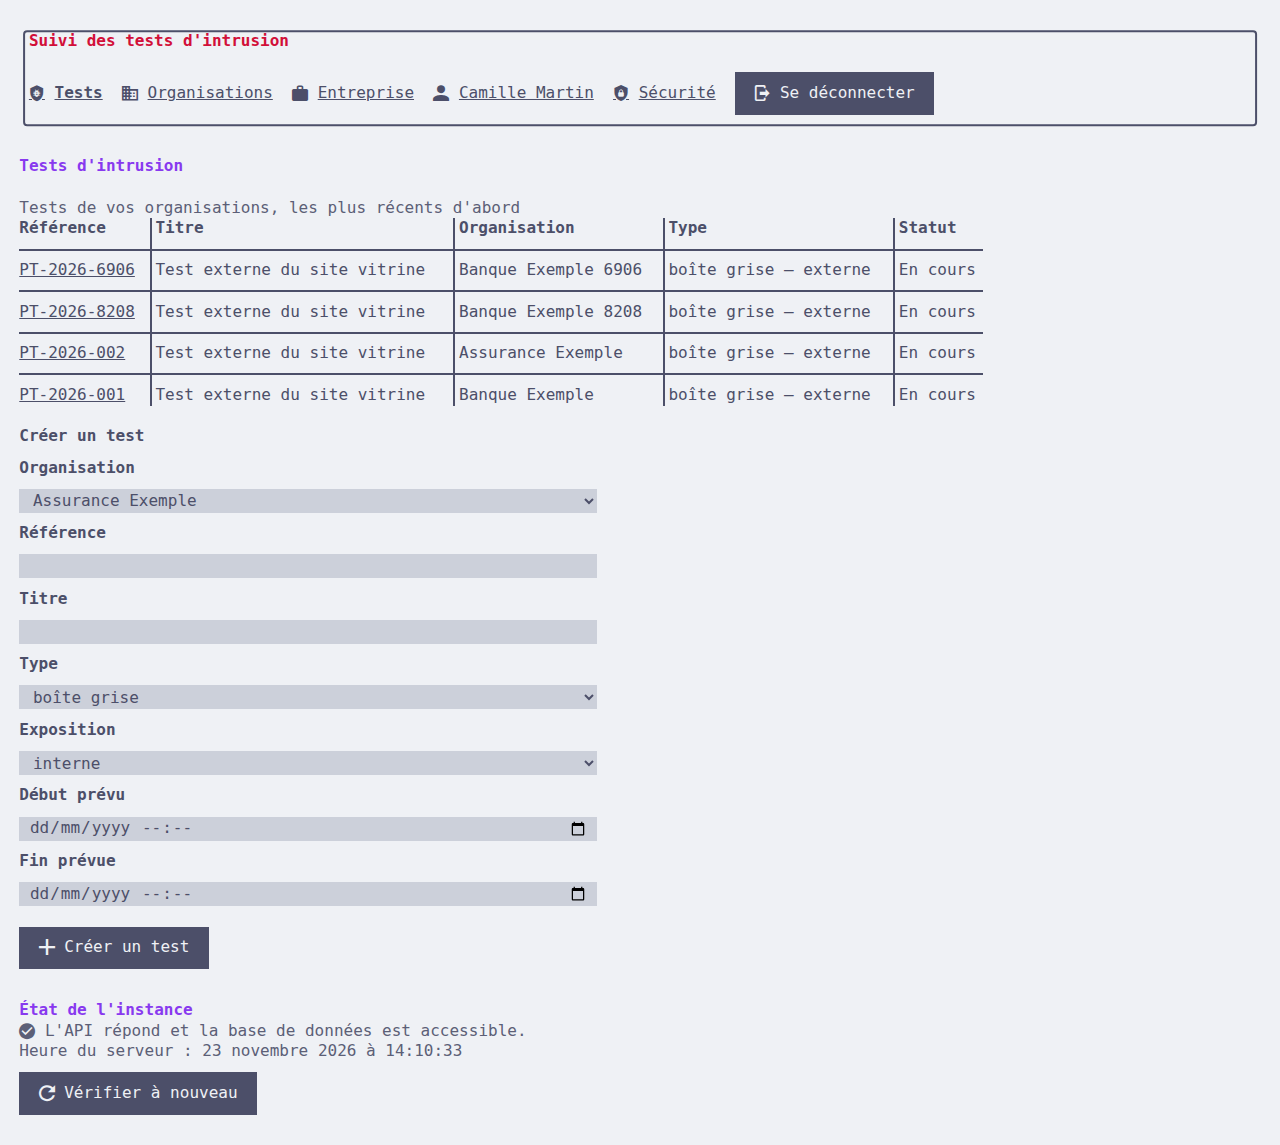 Suivi des tests d'intrusion
Tests Organisations Entreprise Camille Martin Sécurité Se déconnecter
Tests d'intrusion
Tests de vos organisations, les plus récents d'abord
Référence Titre Organisation Type Statut
PT-2026-6906 Test externe du site vitrine Banque Exemple 6906 boîte grise — externe En cours
PT-2026-8208 Test externe du site vitrine Banque Exemple 8208 boîte grise — externe En cours
PT-2026-002 Test externe du site vitrine Assurance Exemple boîte grise — externe En cours
PT-2026-001 Test externe du site vitrine Banque Exemple boîte grise — externe En cours
Créer un test
Organisation
Assurance Exemple
Référence
Titre
Type
boîte grise
Exposition
interne
Début prévu
dd/mm/yyyy --:--
Fin prévue
dd/mm/yyyy --:--
Créer un test
État de l'instance
L'API répond et la base de données est accessible.
Heure du serveur : 23 novembre 2026 à 14:10:33
Vérifier à nouveau